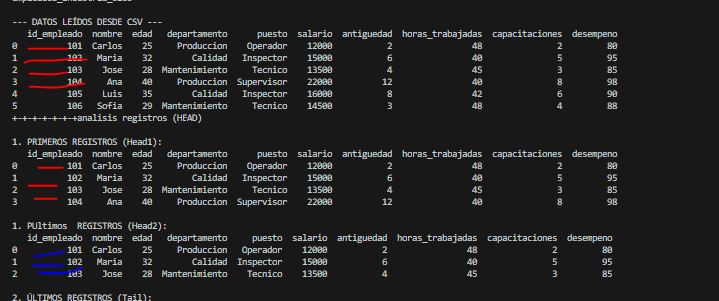 --- DATOS LEÍDOS DESDE CSV ---
id_empleado nombre edad departamento puesto salario antiguedad horas_trabajadas capacitaciones desempeno
0 101 Carlos 25 Produccion Operador 12000 2 48 2 80
1 102 Maria 32 Calidad Inspector 15000 6 40 5 95
2 103 Jose 28 Mantenimiento Tecnico 13500 4 45 3 85
3 104 Ana 40 Produccion Supervisor 22000 12 40 8 98
4 105 Luis 35 Calidad Inspector 16000 8 42 6 90
5 106 Sofia 29 Mantenimiento Tecnico 14500 3 48 4 88
+-+-+-+-+-+-+analisis registros (HEAD)
1. PRIMEROS REGISTROS (Head1):
id_empleado nombre edad departamento puesto salario antiguedad horas_trabajadas capacitaciones desempeno
0 101 Carlos 25 Produccion Operador 12000 2 48 2 80
1 102 Maria 32 Calidad Inspector 15000 6 40 5 95
2 103 Jose 28 Mantenimiento Tecnico 13500 4 45 3 85
3 104 Ana 40 Produccion Supervisor 22000 12 40 8 98
1. PUltimos REGISTROS (Head2):
id_empleado nombre edad departamento puesto salario antiguedad horas_trabajadas capacitaciones desempeno
0 101 Carlos 25 Produccion Operador 12000 2 48 2 80
1 102 Maria 32 Calidad Inspector 15000 6 40 5 95
2 103 Jose 28 Mantenimiento Tecnico 13500 4 45 3 85
2. ÚLTIMOS REGISTROS (Tail):